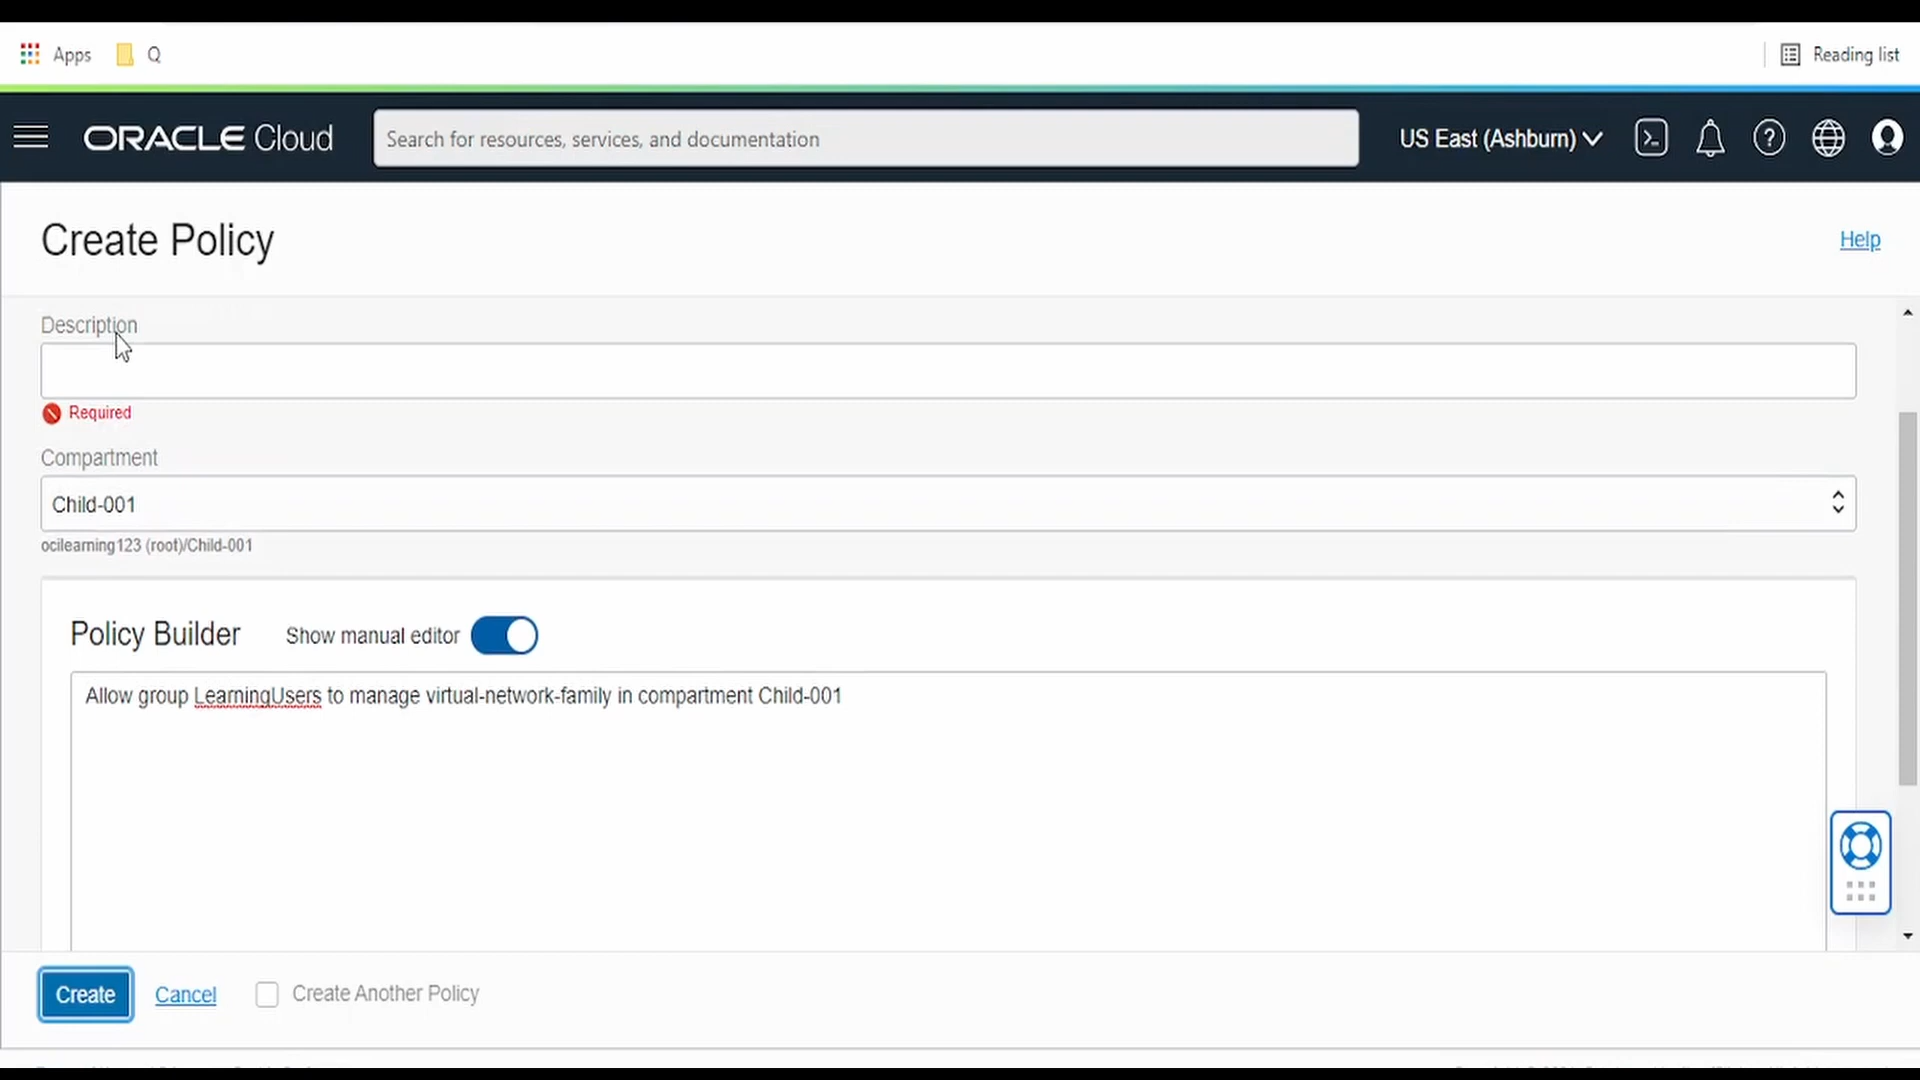 Apps Q Reading list
ORACLE Cloud Search for resources, services, and documentation US East (Ashburn)
Create Policy Help
Description
Required
Compartment
Child-001
ocilearning123 (root)/Child-001
Policy Builder Show manual editor
Allow group LearningUsers to manage virtual-network-family in compartment Child-001
Create Cancel Create Another Policy